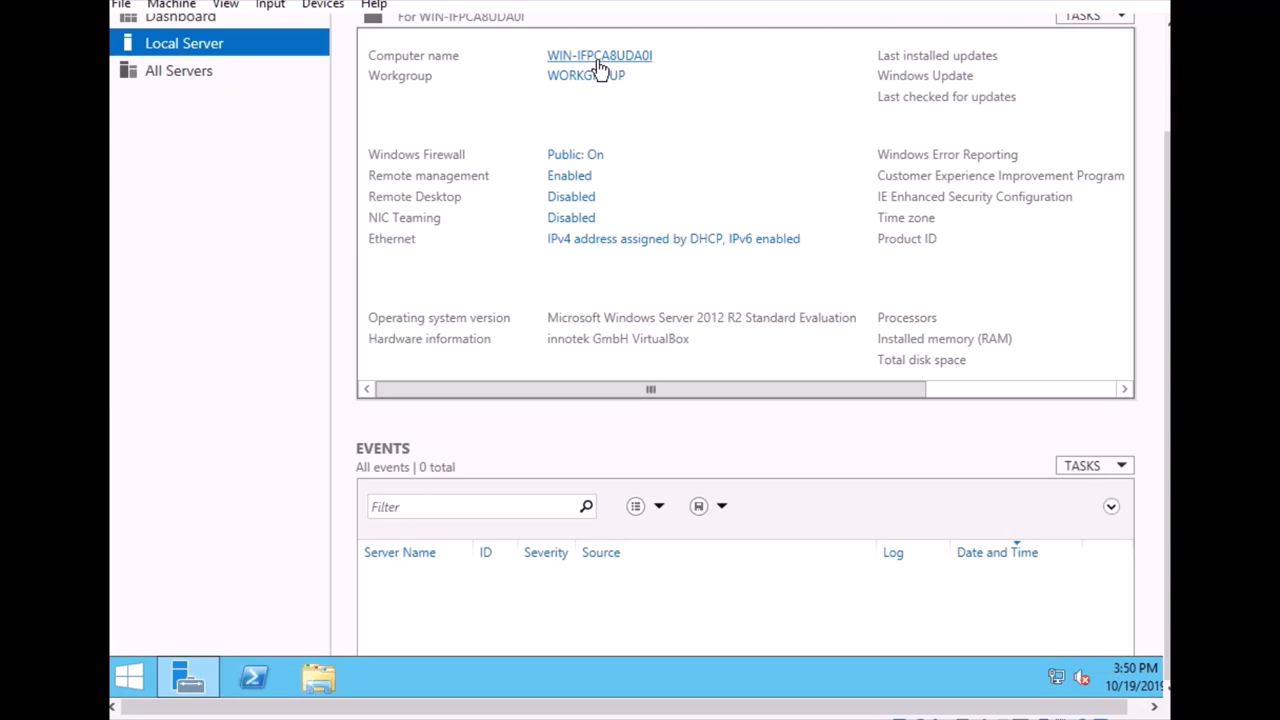 File Machine View Input Devices Help
Dashboard
Local Server
All Servers
For WIN-IFPCA8UDA0I
TASKS
Computer name WIN-IFPCA8UDA0I Last installed updates
Workgroup WORKGROUP Windows Update
Last checked for updates
Windows Firewall Public: On Windows Error Reporting
Remote management Enabled Customer Experience Improvement Program
Remote Desktop Disabled IE Enhanced Security Configuration
NIC Teaming Disabled Time zone
Ethernet IPv4 address assigned by DHCP, IPv6 enabled Product ID
Operating system version Microsoft Windows Server 2012 R2 Standard Evaluation Processors
Hardware information innotek GmbH VirtualBox Installed memory (RAM)
Total disk space
EVENTS
All events | 0 total
TASKS
Filter
Server Name ID Severity Source Log Date and Time
3:50 PM
10/19/2019